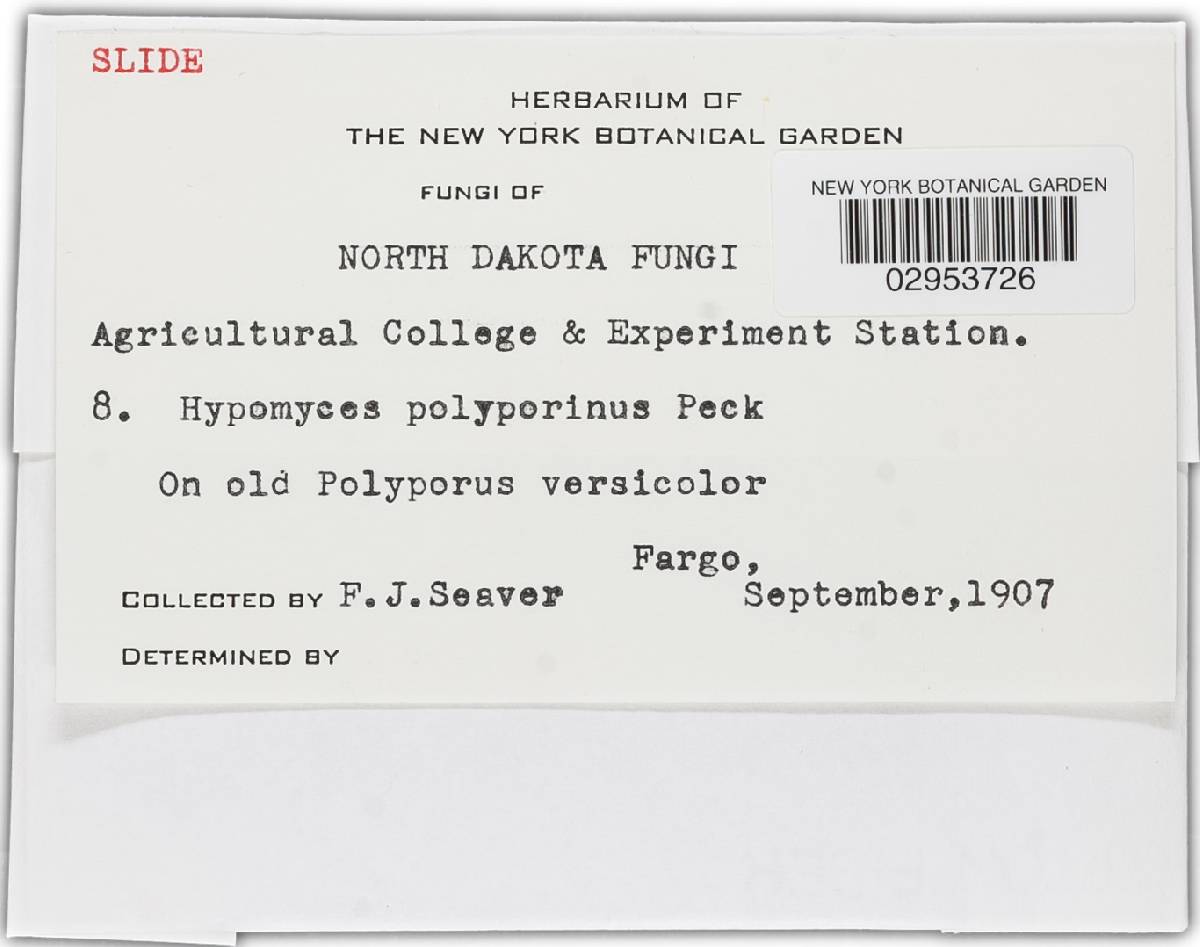 SLIDE
HERBARIUM OF
THE NEW YORK BOTANICAL GARDEN
FUNGI OF
NEW YORK BOTANICAL GARDEN
02953726
NORTH DAKOTA FUNGI
Agricultural College & Experiment Station.
8. Hypomyces polyporinus Peck
On old Polyporus versicolor
Fargo,
COLLECTED BY F.J.Seaver September,1907
DETERMINED BY